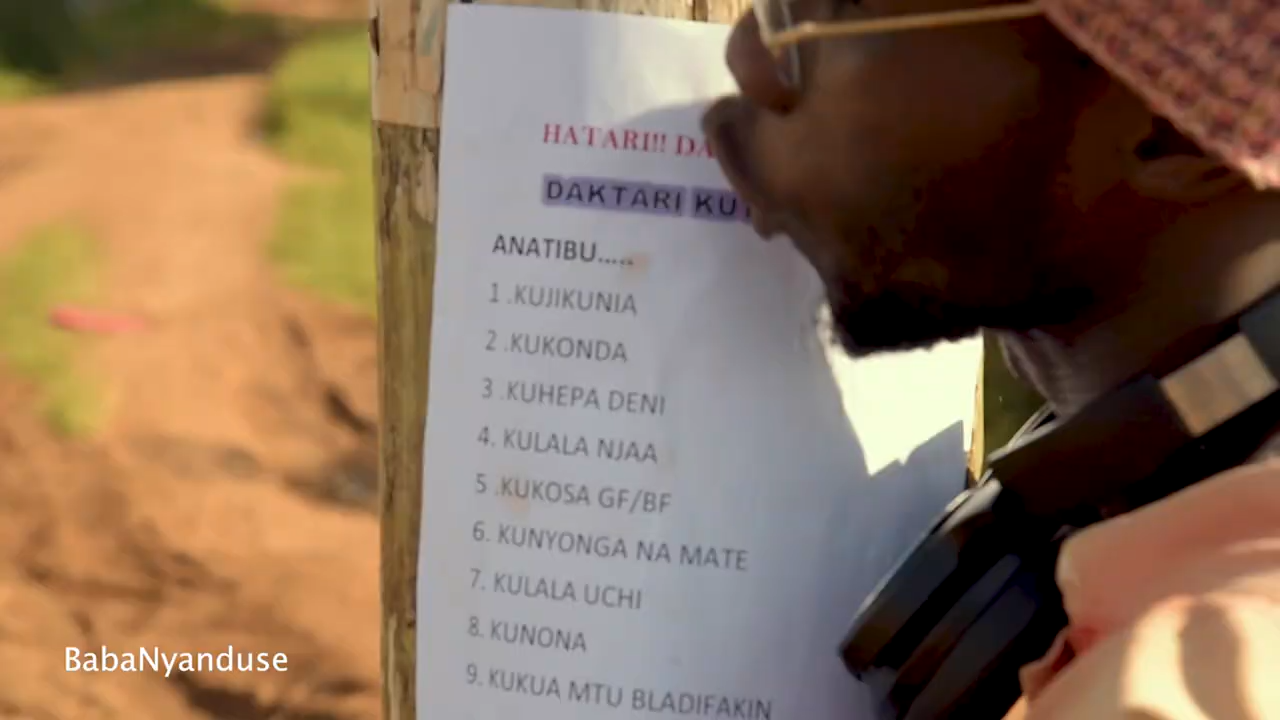 HATARI!!
DAKTARI
ANATIBU.....
1 .KUJIKUNIA
2 .KUKONDA
3 .KUHEPA DENI
4. KULALA NJAA
5 .KUKOSA GF/BF
6. KUNYONGA NA MATE
7. KULALA UCHI
8. KUNONA
9. KUKUA MTU BLADIFAKIN
BabaNyanduse